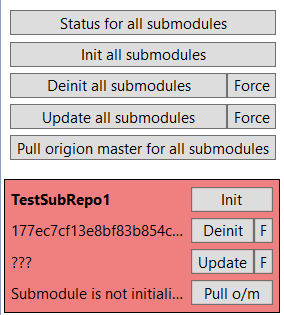 Status for all submodules
Init all submodules
Deinit all submodules Force
Update all submodules Force
Pull origion master for all submodules
TestSubRepo1 Init
177ec7cf13e8bf83b854c... Deinit F
??? Update F
Submodule is not initiali... Pull o/m